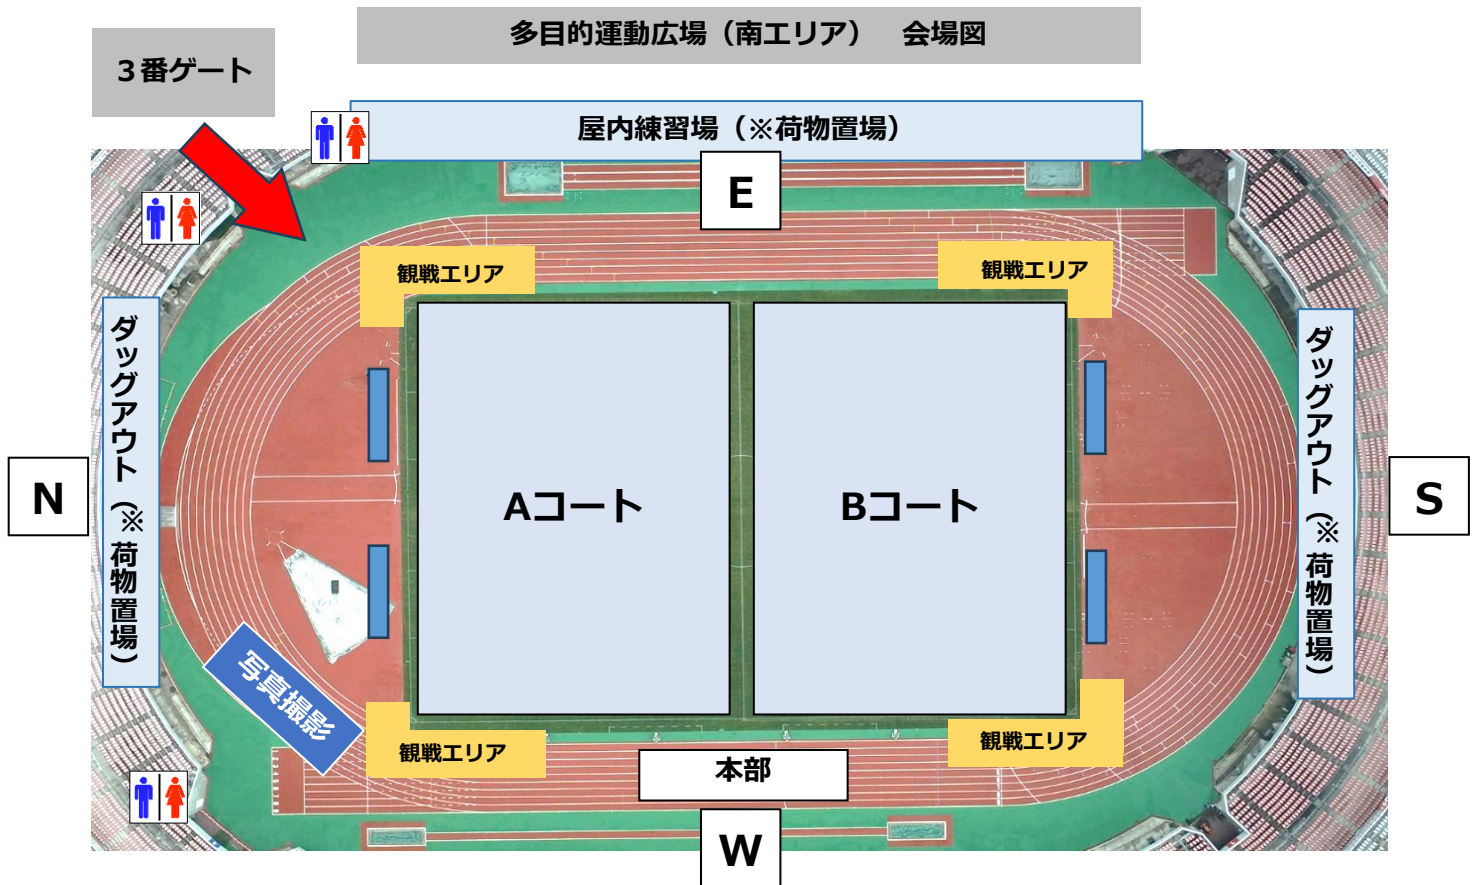 多目的運動広場（南エリア）　会場図
３番ゲート
屋内練習場（※荷物置場）
E
観戦エリア
観戦エリア
ダッグアウト（※荷物置場）
ダッグアウト（※荷物置場）
N
Aコート
Bコート
S
写真撮影
観戦エリア
観戦エリア
本部
W